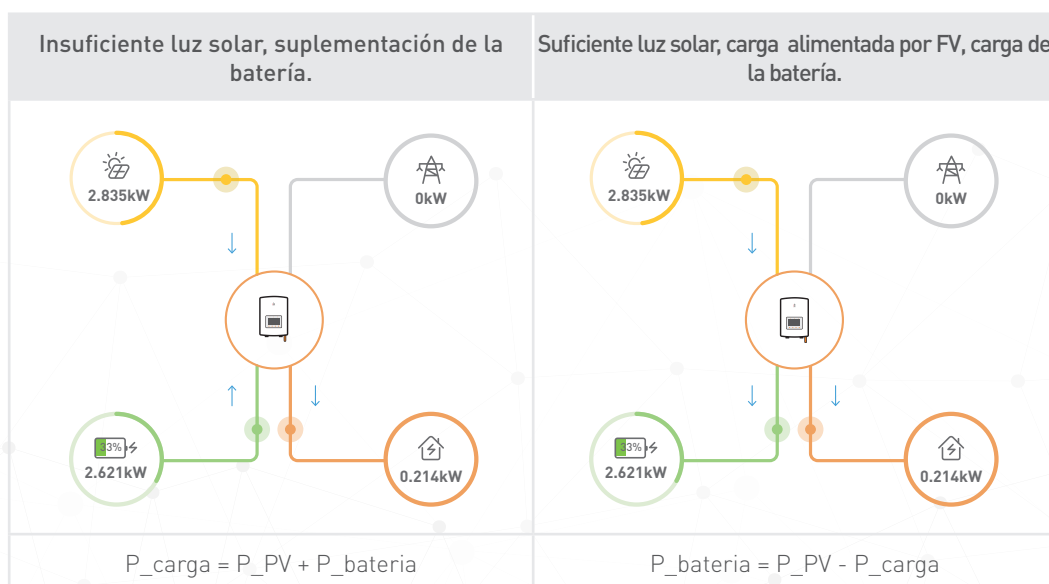 Insuficiente luz solar, suplementación de la
batería.
Suficiente luz solar, carga alimentada por FV, carga de
la batería.
2.835kW
0kW
33%
2.621kW
0.214kW
2.835kW
0kW
33%
2.621kW
0.214kW
P_carga = P_PV + P_bateria
P_bateria = P_PV - P_carga